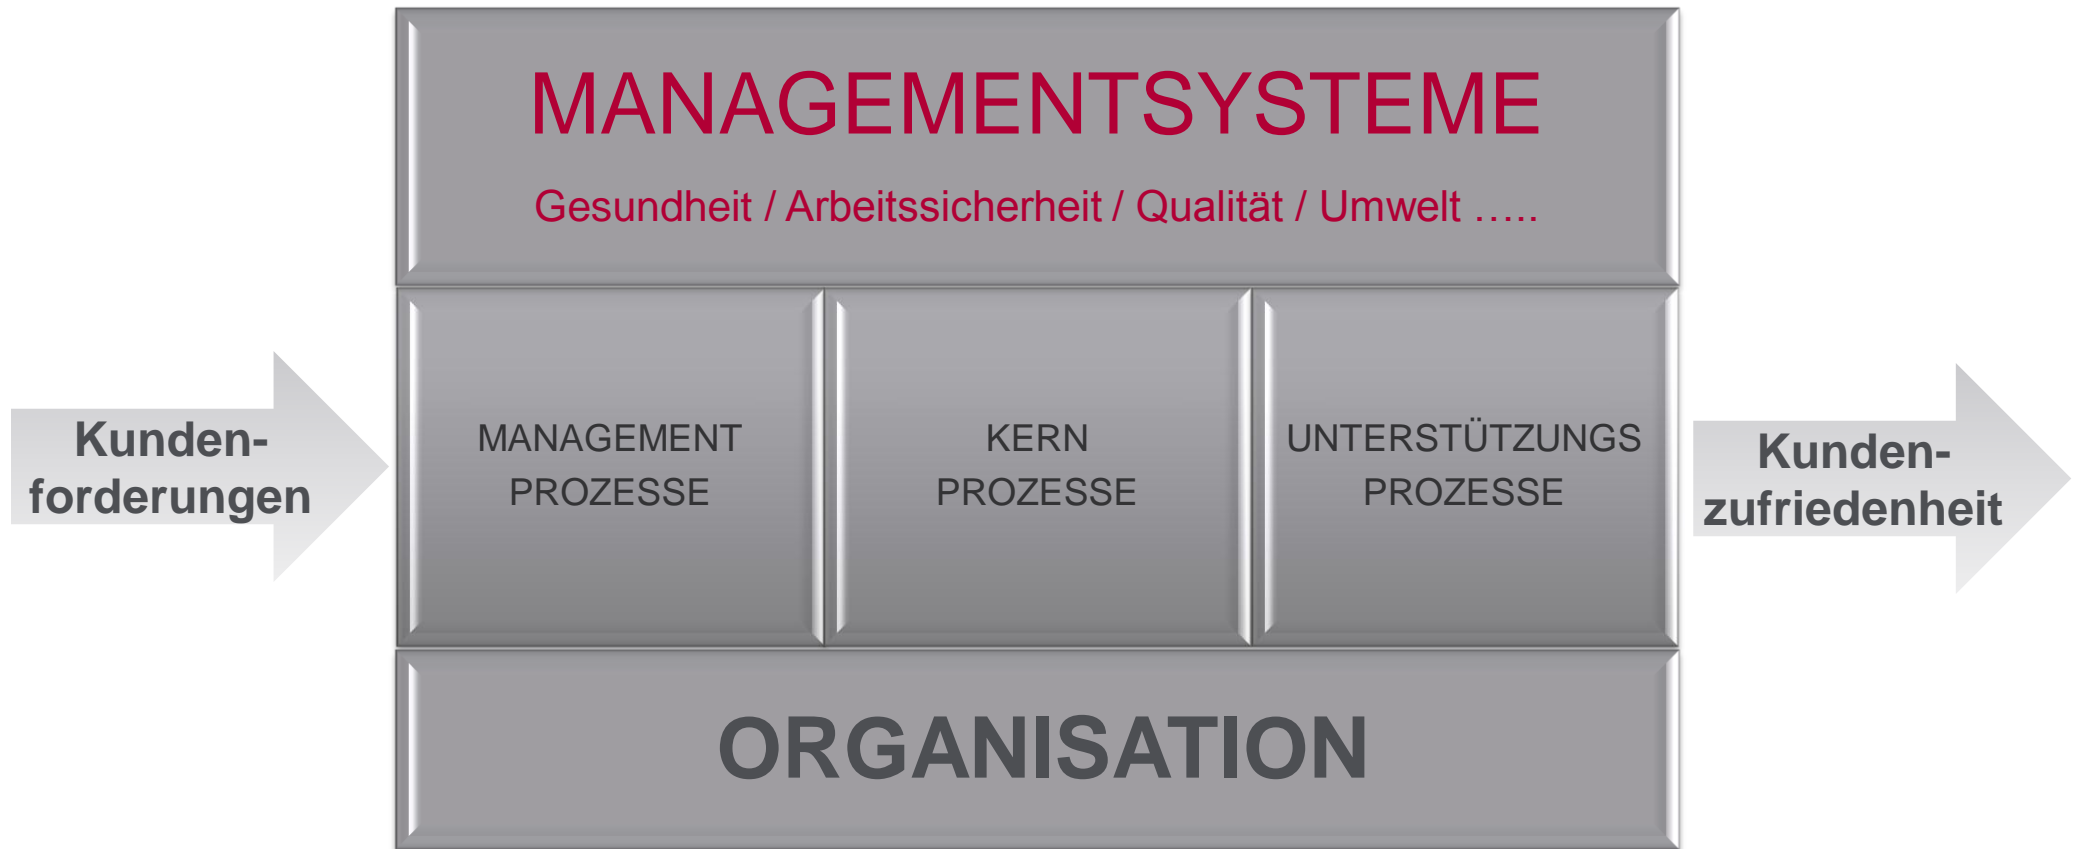 MANAGEMENTSYSTEME
Gesundheit / Arbeitssicherheit / Qualität / Umwelt …..
Kunden-
forderungen
MANAGEMENT
PROZESSE
KERN
PROZESSE
UNTERSTÜTZUNGS
PROZESSE
Kunden-
zufriedenheit
ORGANISATION